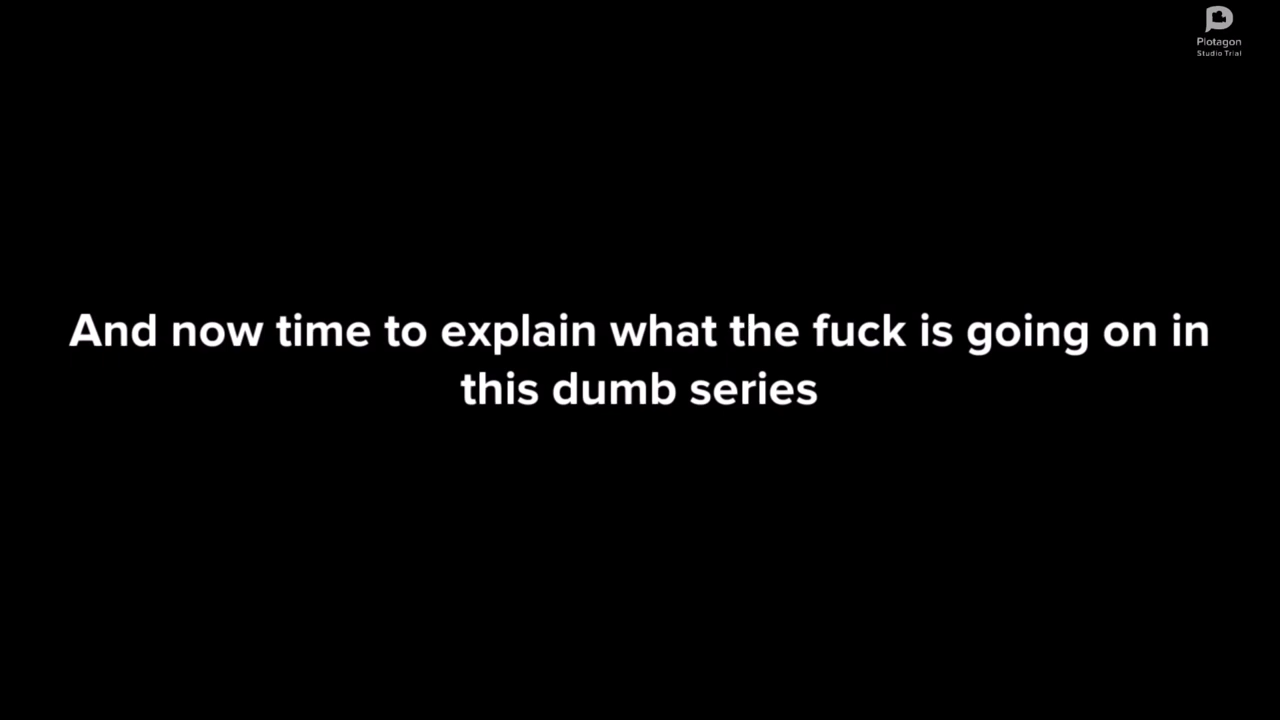 Plotagon
Studio Trial
And now time to explain what the fuck is going on in
this dumb series